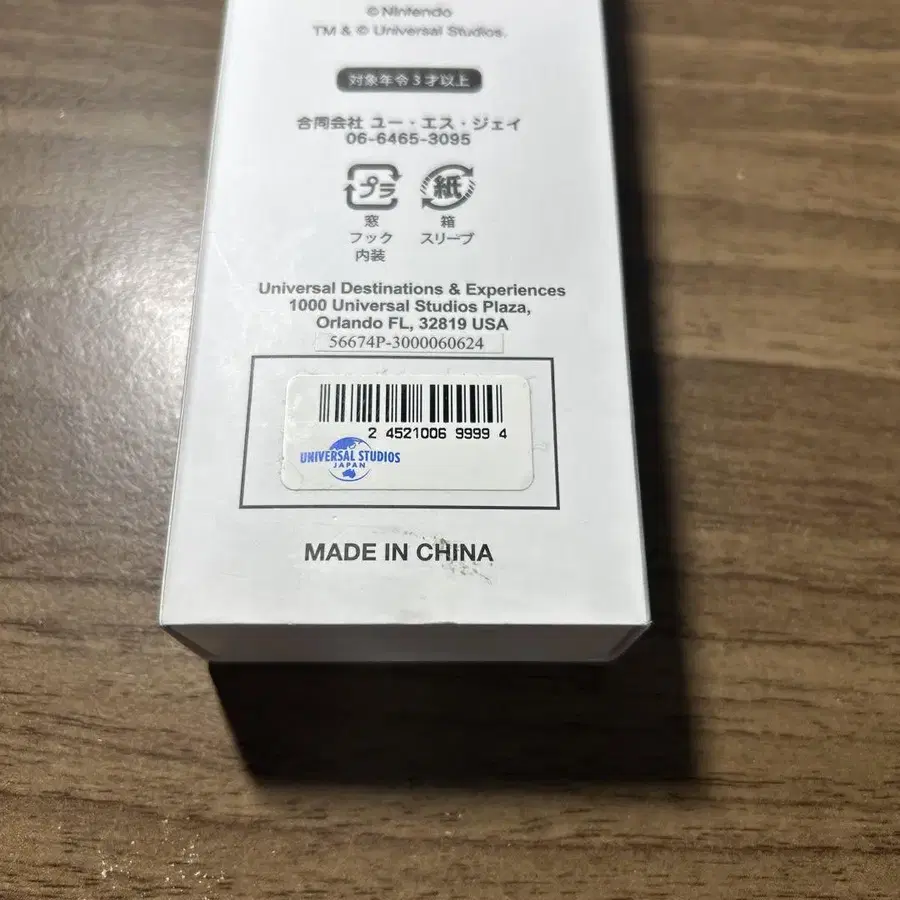 © Nintendo
TM & © Universal Studios.
対象年令3才以上
合同会社 ユー・エス・ジェイ
06-6465-3095
プラ 紙
窓 箱
フック スリーブ
内装
Universal Destinations & Experiences
1000 Universal Studios Plaza,
Orlando FL, 32819 USA
56674P-3000060624
2 4521006 9999 4
UNIVERSAL STUDIOS
JAPAN
MADE IN CHINA